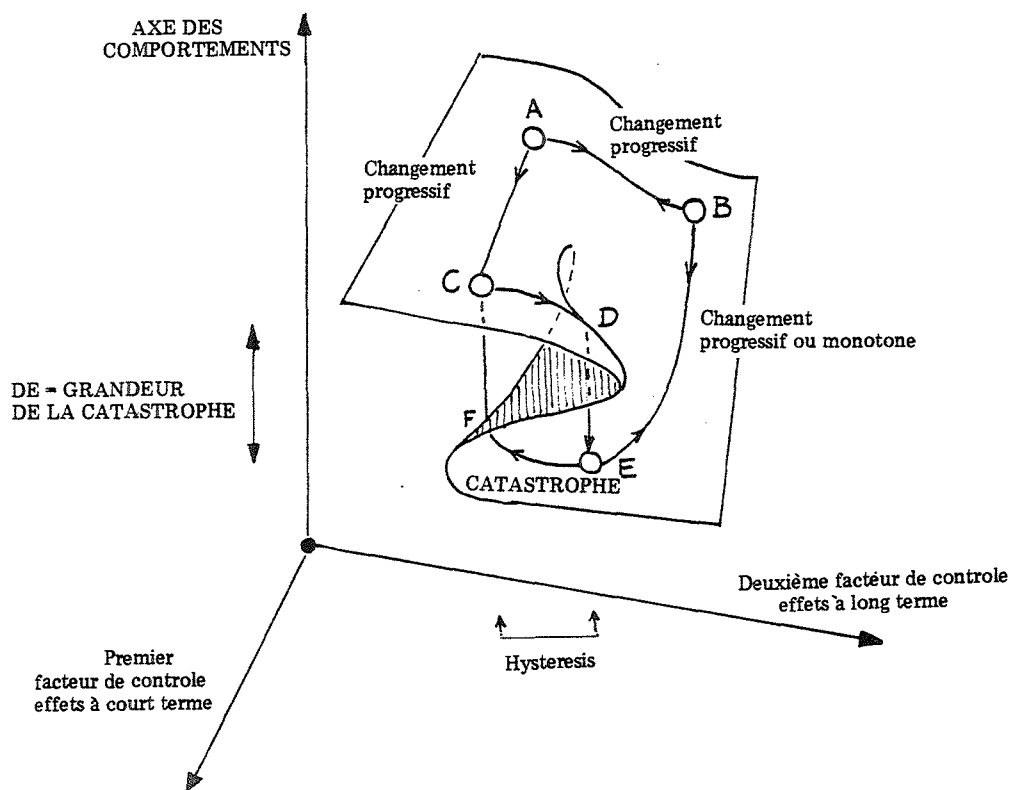 AXE DES
COMPORTEMENTS
A
Changement
progressif
Changement
progressif
B
C
D
Changement
progressif ou monotone
DE = GRANDEUR
DE LA CATASTROPHE
F
E
CATASTROPHE
Deuxième factéur de controle
effets à long terme
Hysteresis
Premier
facteur de controle
effets à court terme